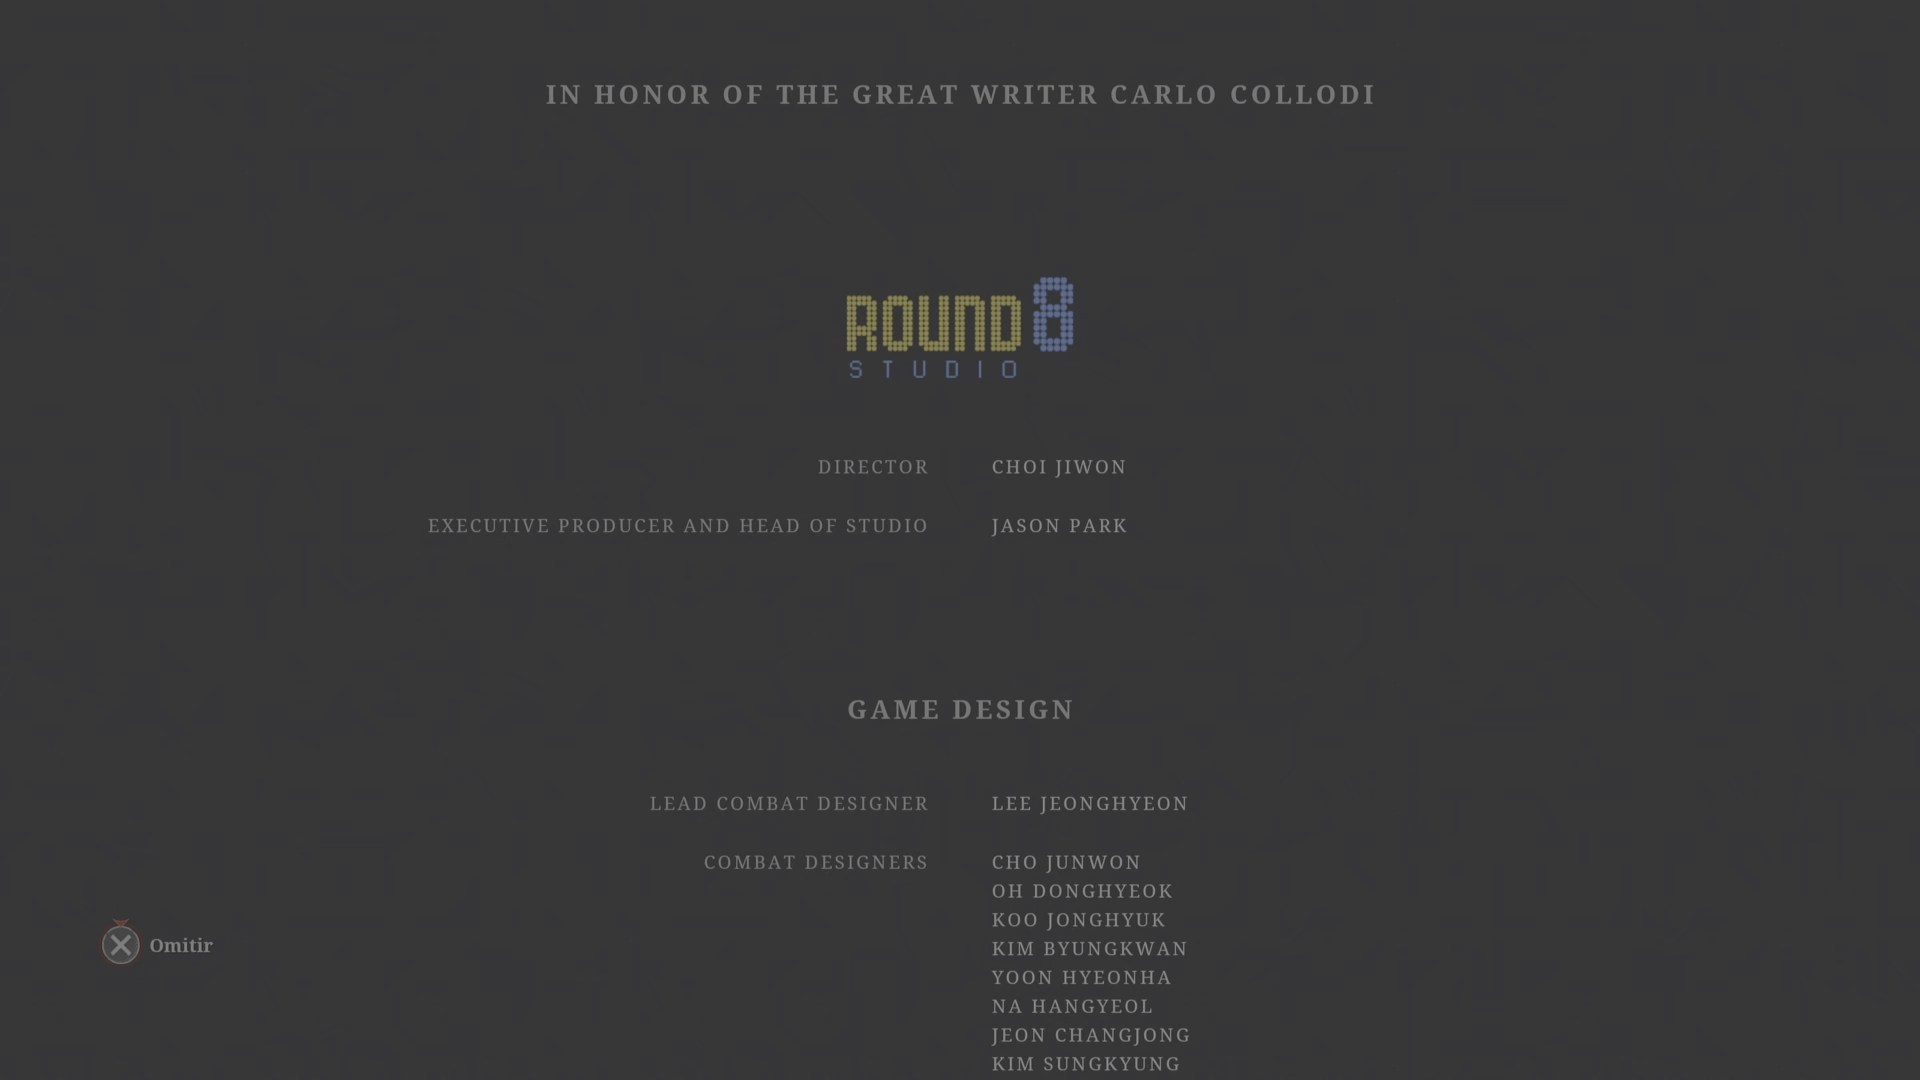 IN HONOR OF THE GREAT WRITER CARLO COLLODI
ROUND8
STUDIO
DIRECTOR CHOI JIWON
EXECUTIVE PRODUCER AND HEAD OF STUDIO JASON PARK
GAME DESIGN
LEAD COMBAT DESIGNER LEE JEONGHYEON
COMBAT DESIGNERS CHO JUNWON
OH DONGHYEOK
KOO JONGHYUK
KIM BYUNGKWAN
Omitir
YOON HYEONHA
NA HANGYEOL
JEON CHANGJONG
KIM SUNGKYUNG